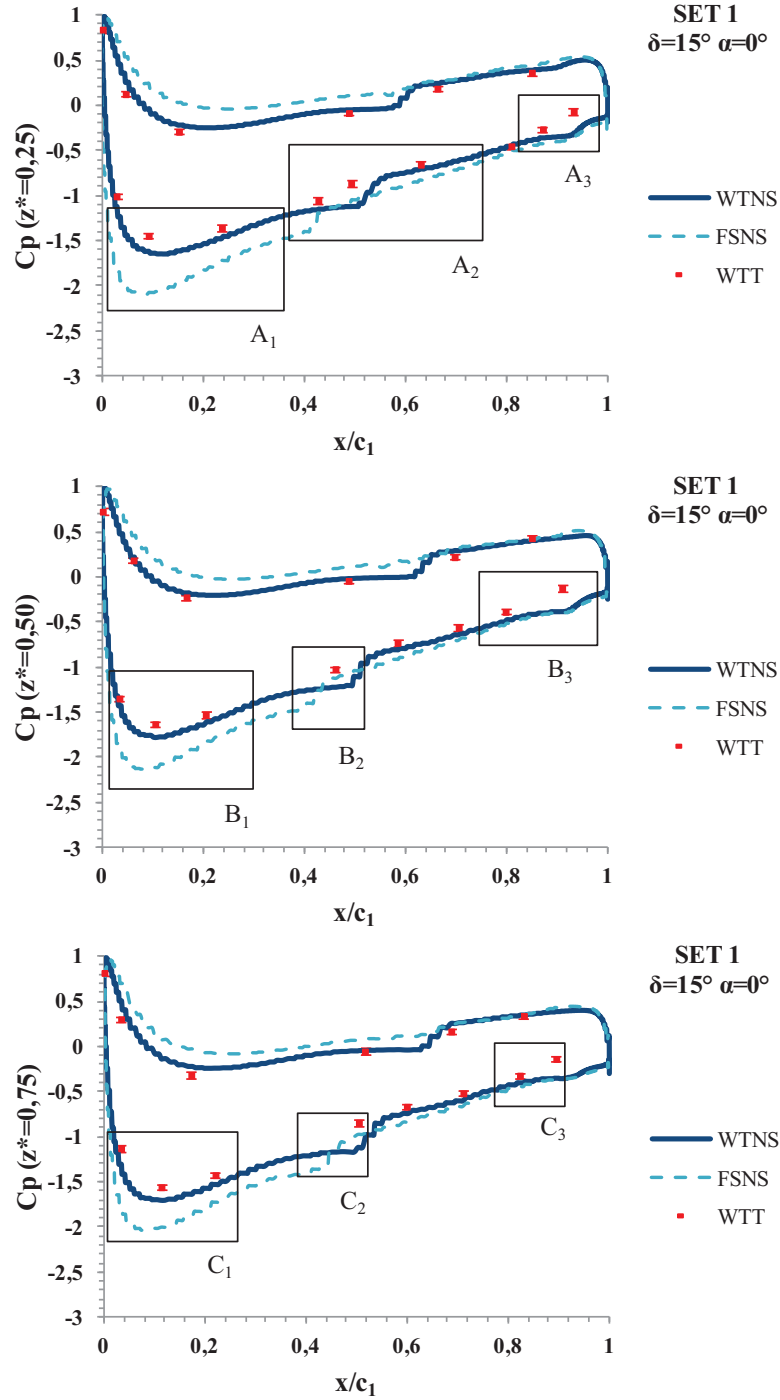 SET 1
δ=15° α=0°
1
0,5
0
-0,5
-1
-1,5
-2
-2,5
-3
Cp (z*=0,25)
A₁
A₂
A₃
WTNS
FSNS
WTT
0 0,2 0,4 0,6 0,8 1
x/c₁
SET 1
δ=15° α=0°
1
0,5
0
-0,5
-1
-1,5
-2
-2,5
-3
Cp (z*=0,50)
B₁
B₂
B₃
WTNS
FSNS
WTT
0 0,2 0,4 0,6 0,8 1
x/c₁
SET 1
δ=15° α=0°
1
0,5
0
-0,5
-1
-1,5
-2
-2,5
-3
Cp (z*=0,75)
C₁
C₂
C₃
WTNS
FSNS
WTT
0 0,2 0,4 0,6 0,8 1
x/c₁